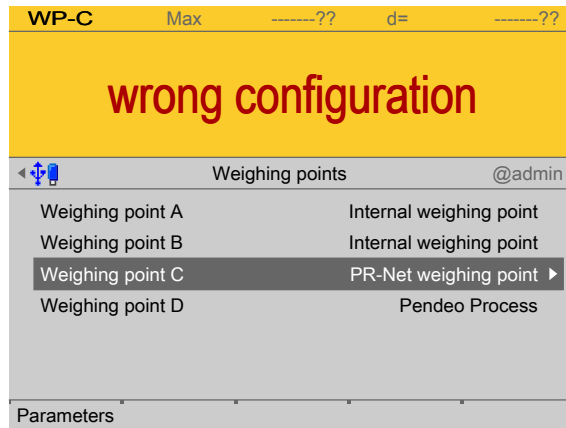 WP-C Max -------?? d= -------??
wrong configuration
Weighing points @admin
Weighing point A Internal weighing point
Weighing point B Internal weighing point
Weighing point C PR-Net weighing point
Weighing point D Pendeo Process
Parameters